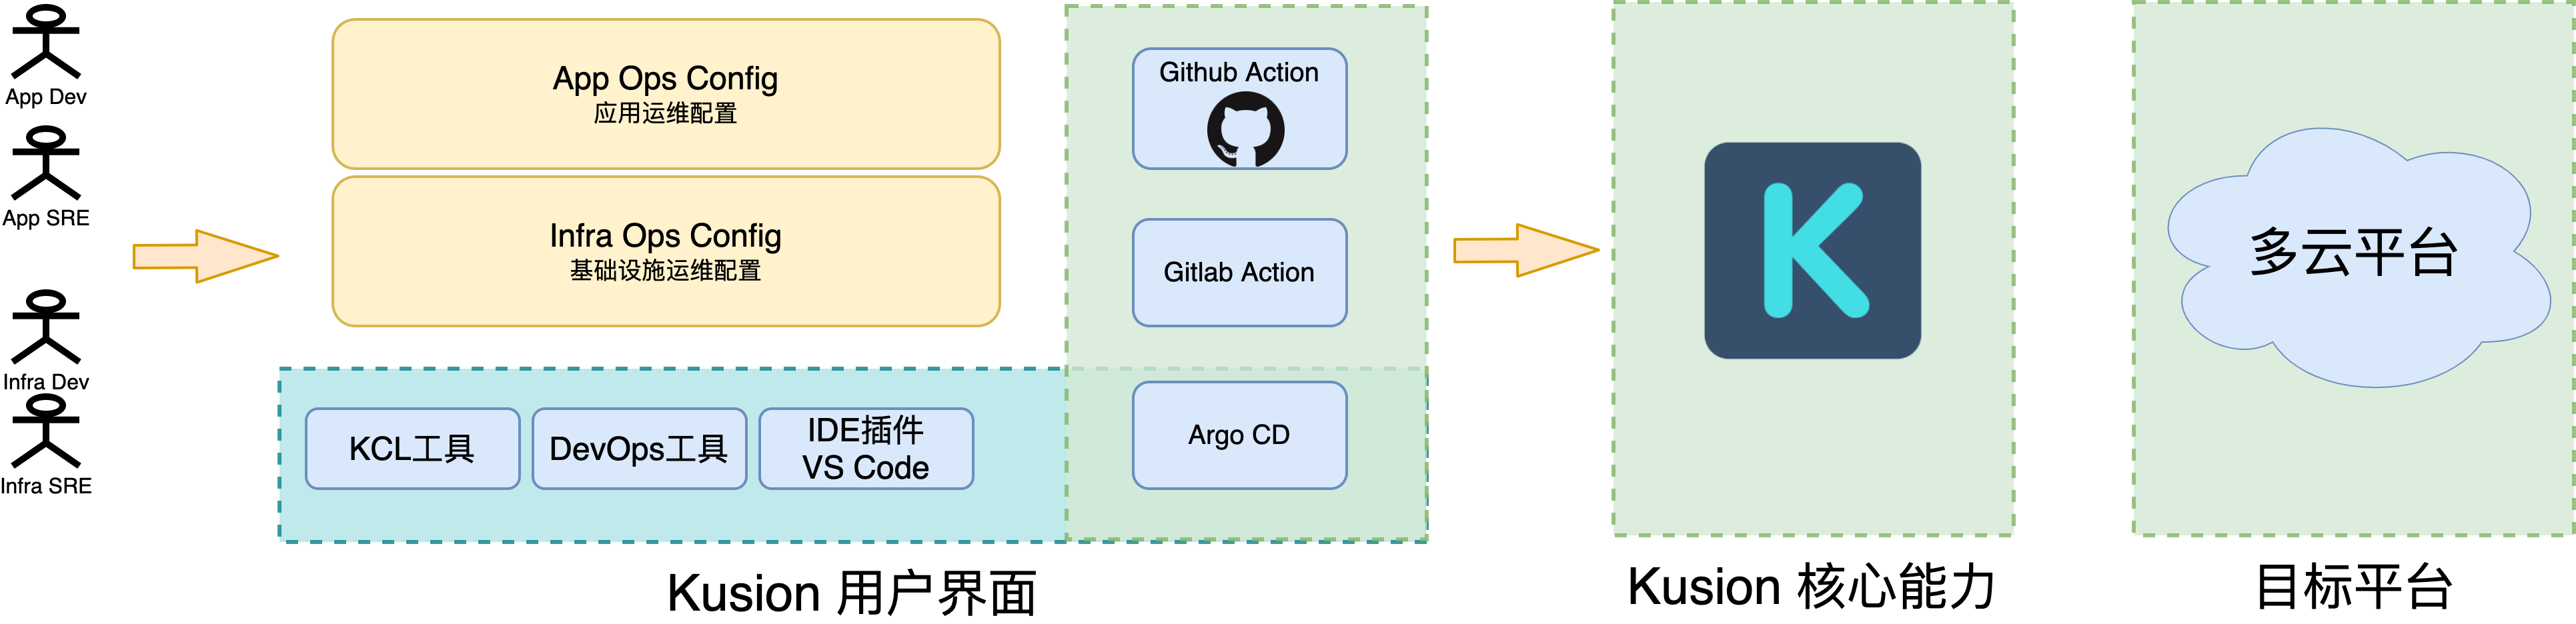 App Dev
App SRE
Infra Dev
Infra SRE
App Ops Config
应用运维配置
Infra Ops Config
基础设施运维配置
KCL工具
DevOps工具
IDE插件
VS Code
Github Action
Gitlab Action
Argo CD
Kusion 用户界面
K
Kusion 核心能力
多云平台
目标平台